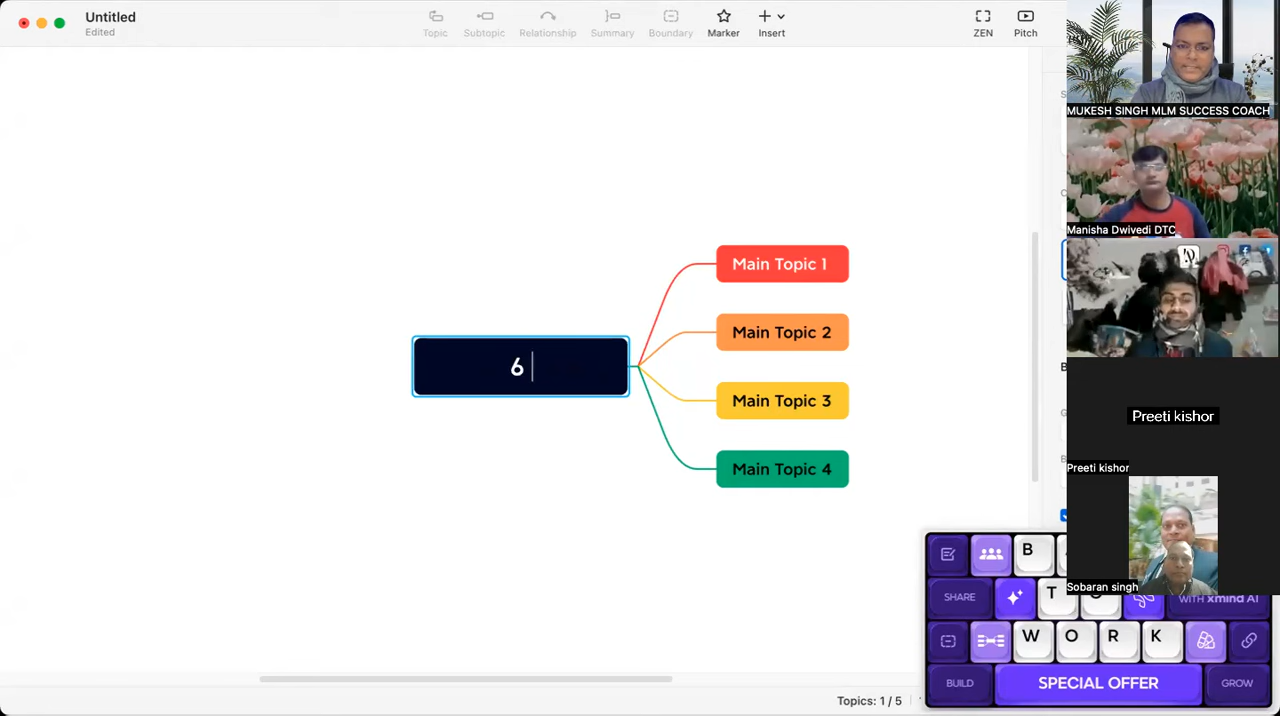 Untitled
Edited
Topic
Subtopic
Relationship
Summary
Boundary
Marker
Insert
ZEN
Pitch
MUKESH SINGH MLM SUCCESS COACH
Manisha Dwivedi DTC
Preeti kishor
Preeti kishor
Sobaran singh
6
Main Topic 1
Main Topic 2
Main Topic 3
Main Topic 4
B
SHARE
T
WITH xmind AI
W O R K
BUILD
SPECIAL OFFER
GROW
Topics: 1 / 5